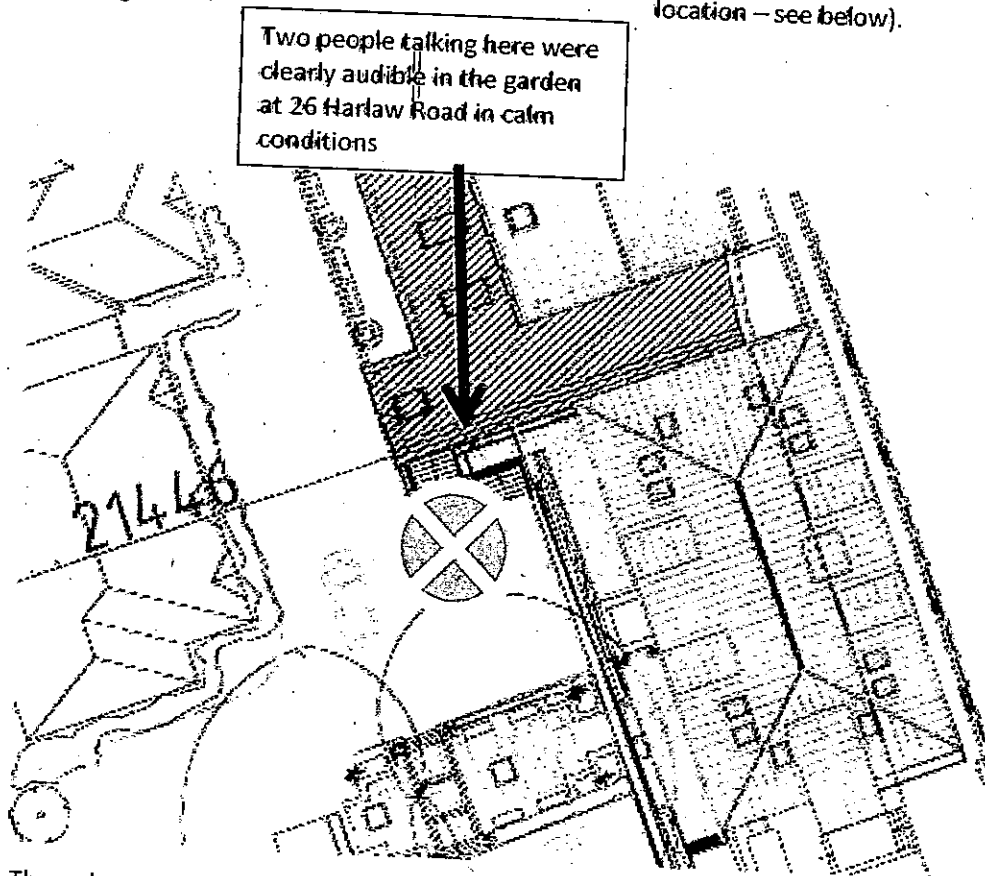 location – see below).
Two people talking here were
clearly audible in the garden
at 26 Harlaw Road in calm
conditions
21446